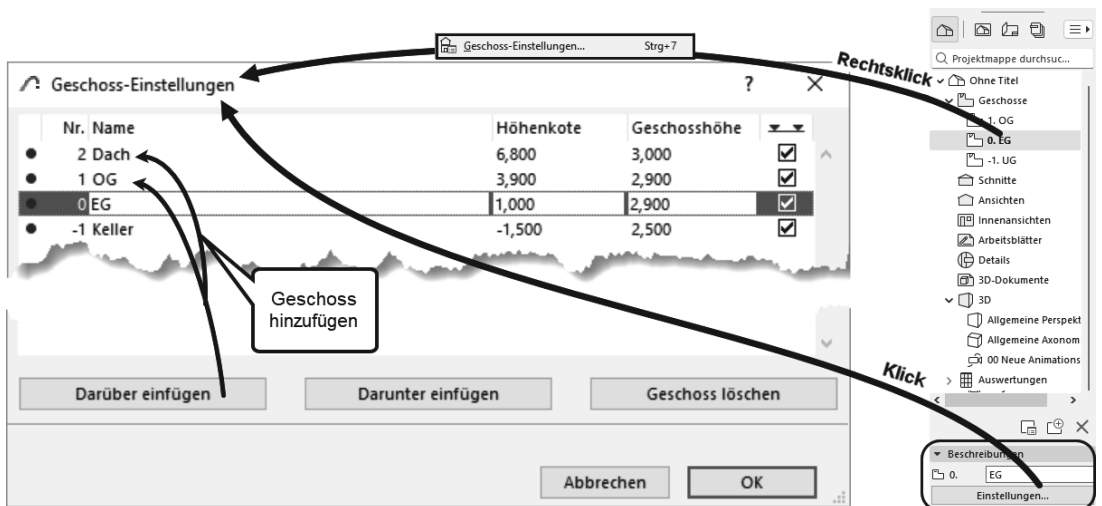 Geschoss-Einstellungen... Strg+7
Geschoss-Einstellungen ? X
Nr. Name Höhenkote Geschosshöhe
2 Dach 6,800 3,000
1 OG 3,900 2,900
0 EG 1,000 2,900
-1 Keller -1,500 2,500
Geschoss
hinzufügen
Darüber einfügen Darunter einfügen Geschoss löschen
Abbrechen OK
Rechtsklick
Klick
Projektmappe durchsuc...
Ohne Titel
Geschosse
1. OG
0. EG
-1. UG
Schnitte
Ansichten
Innenansichten
Arbeitsblätter
Details
3D-Dokumente
3D
Allgemeine Perspekt
Allgemeine Axonom
00 Neue Animations
Auswertungen
Beschreibungen
0. EG
Einstellungen...